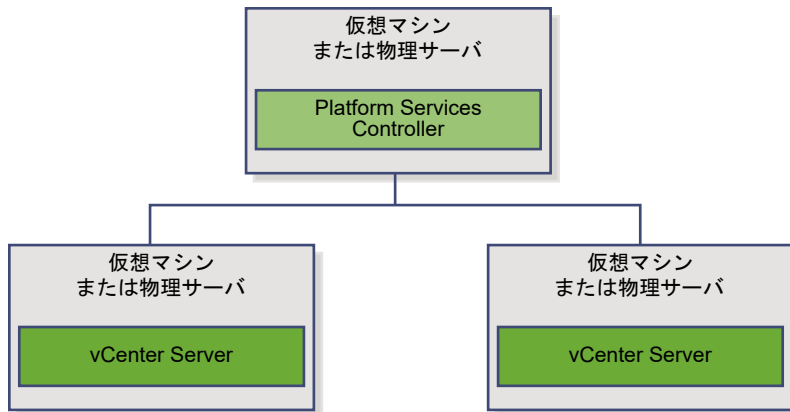 仮想マシン
または物理サーバ
Platform Services
Controller
仮想マシン
または物理サーバ
vCenter Server
仮想マシン
または物理サーバ
vCenter Server